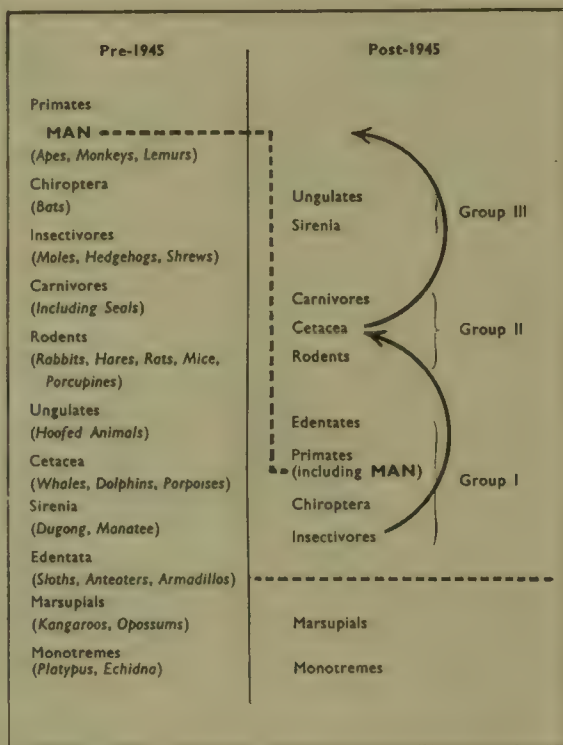 Pre-1945
Primates
MAN
(Apes, Monkeys, Lemurs)
Chiroptera
(Bats)
Insectivores
(Moles, Hedgehogs, Shrews)
Carnivores
(Including Seals)
Rodents
(Rabbits, Hares, Rats, Mice,
Porcupines)
Ungulates
(Hoofed Animals)
Cetacea
(Whales, Dolphins, Porpoises)
Sirenia
(Dugong, Manatee)
Edentata
(Sloths, Anteaters, Armadillos)
Marsupials
(Kangaroos, Opossums)
Monotremes
(Platypus, Echidna)
Post-1945
Ungulates
Sirenia
Group III
Carnivores
Cetacea
Rodents
Group II
Edentates
Primates
(including MAN)
Chiroptera
Insectivores
Group I
Marsupials
Monotremes